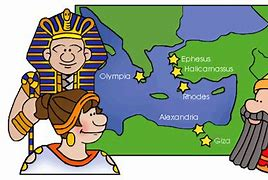 Ephesus
Halicarnassus
Olympia
Rhodes
Alexandria
Giza